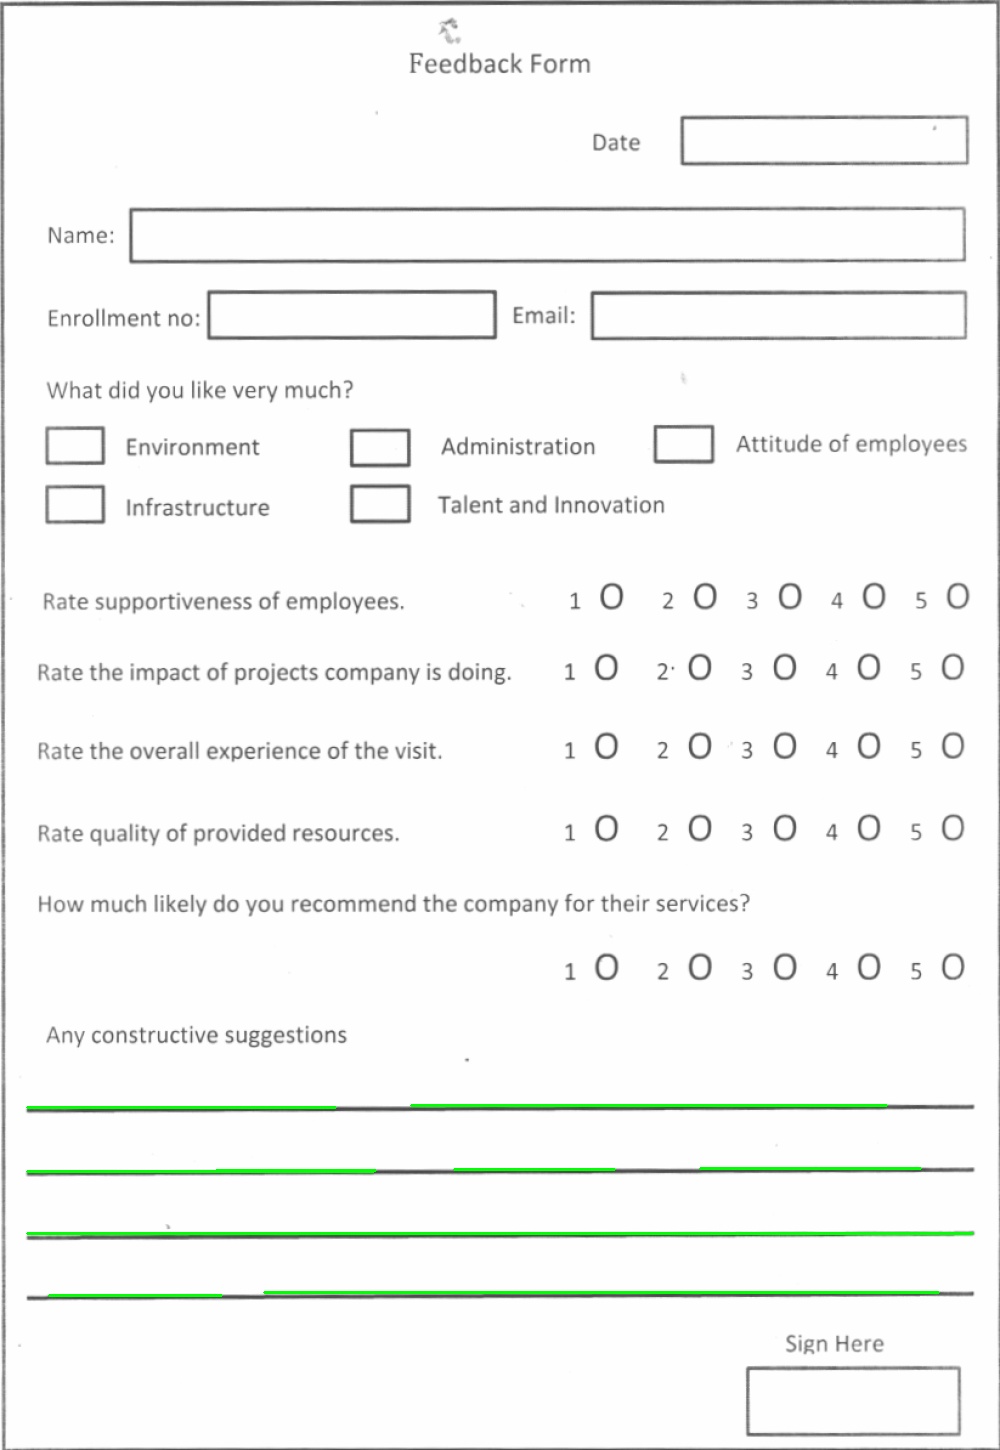 Feedback Form
Date
Name:
Enrollment no: Email:
What did you like very much?
Environment Administration Attitude of employees
Infrastructure Talent and Innovation
Rate supportiveness of employees. 1 O 2 O 3 O 4 O 5 O
Rate the impact of projects company is doing. 1 O 2 O 3 O 4 O 5 O
Rate the overall experience of the visit. 1 O 2 O 3 O 4 O 5 O
Rate quality of provided resources. 1 O 2 O 3 O 4 O 5 O
How much likely do you recommend the company for their services?
1 O 2 O 3 O 4 O 5 O
Any constructive suggestions
Sign Here